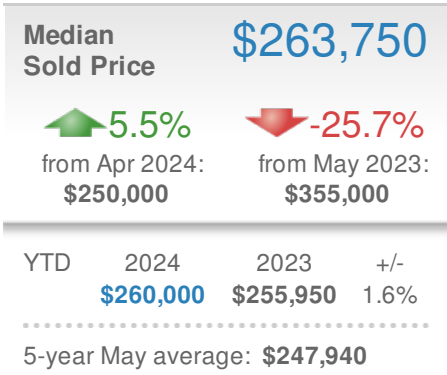 Median $263,750
Sold Price
5.5% -25.7%
from Apr 2024: from May 2023:
$250,000 $355,000
YTD 2024 2023 +/-
$260,000 $255,950 1.6%
5-year May average: $247,940